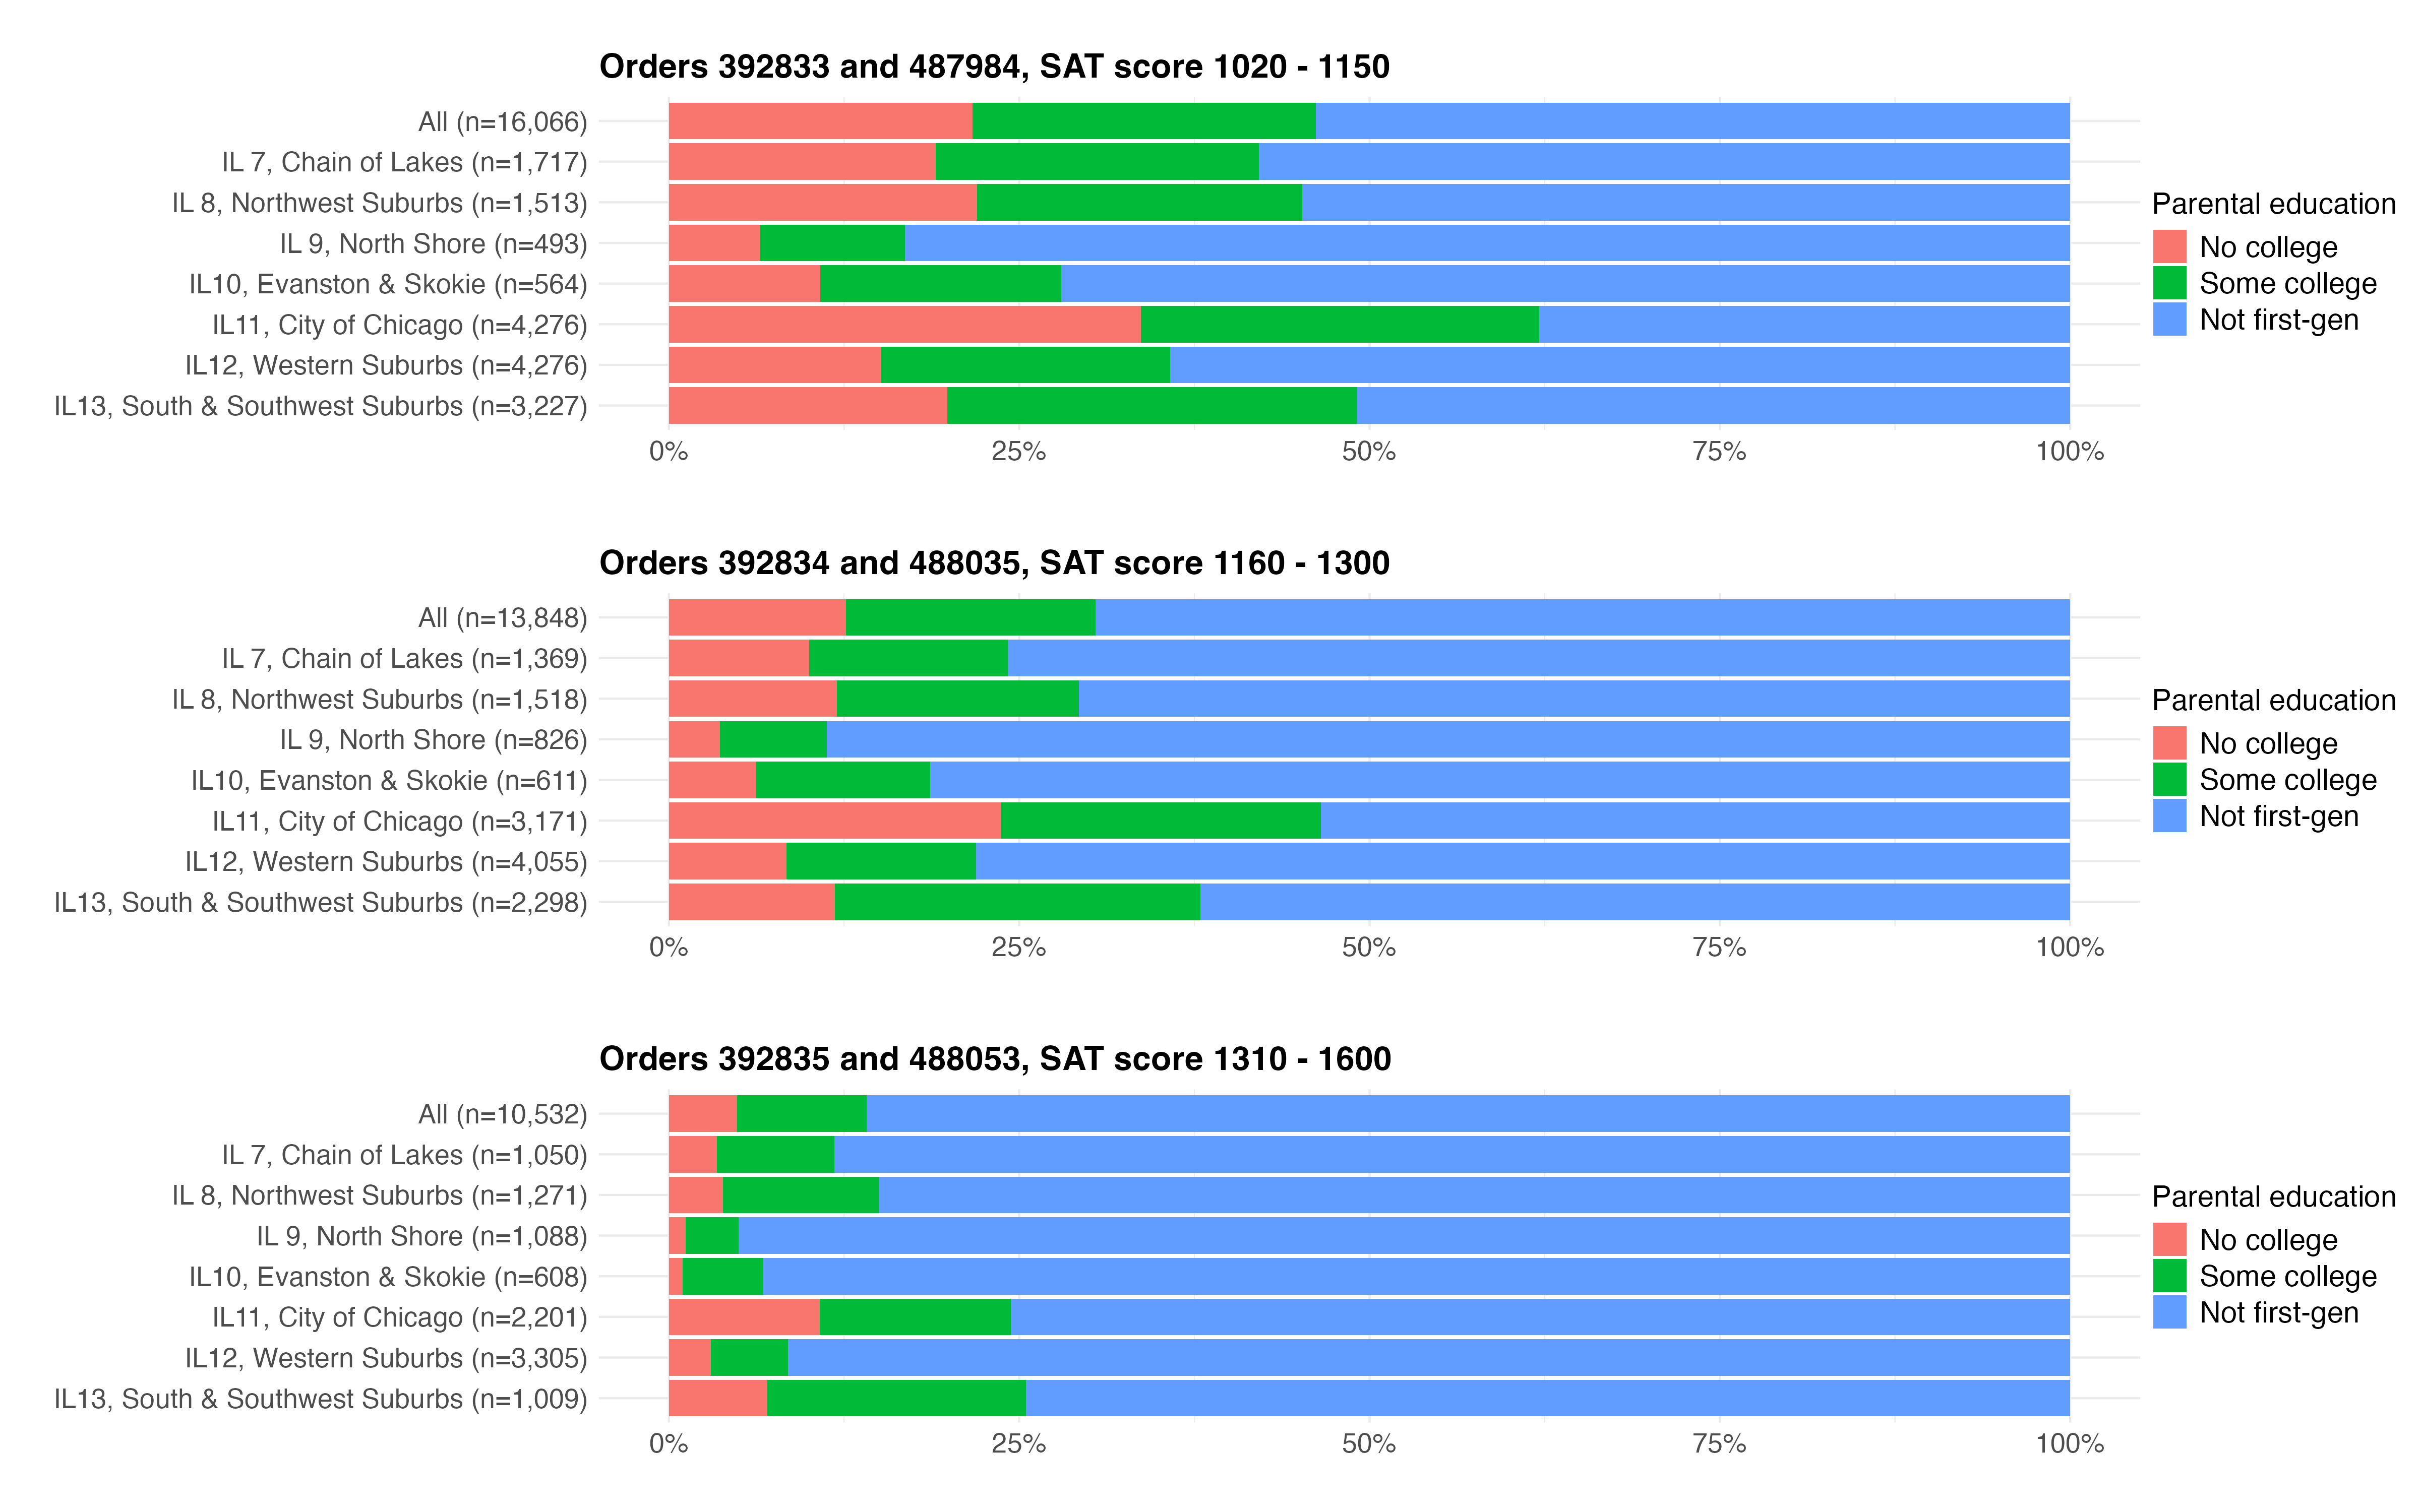 Orders 392833 and 487984, SAT score 1020 - 1150
All (n=16,066)
IL 7, Chain of Lakes (n=1,717)
IL 8, Northwest Suburbs (n=1,513)
IL 9, North Shore (n=493)
IL10, Evanston & Skokie (n=564)
IL11, City of Chicago (n=4,276)
IL12, Western Suburbs (n=4,276)
IL13, South & Southwest Suburbs (n=3,227)
0% 25% 50% 75% 100%
Parental education
No college
Some college
Not first-gen
Orders 392834 and 488035, SAT score 1160 - 1300
All (n=13,848)
IL 7, Chain of Lakes (n=1,369)
IL 8, Northwest Suburbs (n=1,518)
IL 9, North Shore (n=826)
IL10, Evanston & Skokie (n=611)
IL11, City of Chicago (n=3,171)
IL12, Western Suburbs (n=4,055)
IL13, South & Southwest Suburbs (n=2,298)
0% 25% 50% 75% 100%
Parental education
No college
Some college
Not first-gen
Orders 392835 and 488053, SAT score 1310 - 1600
All (n=10,532)
IL 7, Chain of Lakes (n=1,050)
IL 8, Northwest Suburbs (n=1,271)
IL 9, North Shore (n=1,088)
IL10, Evanston & Skokie (n=608)
IL11, City of Chicago (n=2,201)
IL12, Western Suburbs (n=3,305)
IL13, South & Southwest Suburbs (n=1,009)
0% 25% 50% 75% 100%
Parental education
No college
Some college
Not first-gen